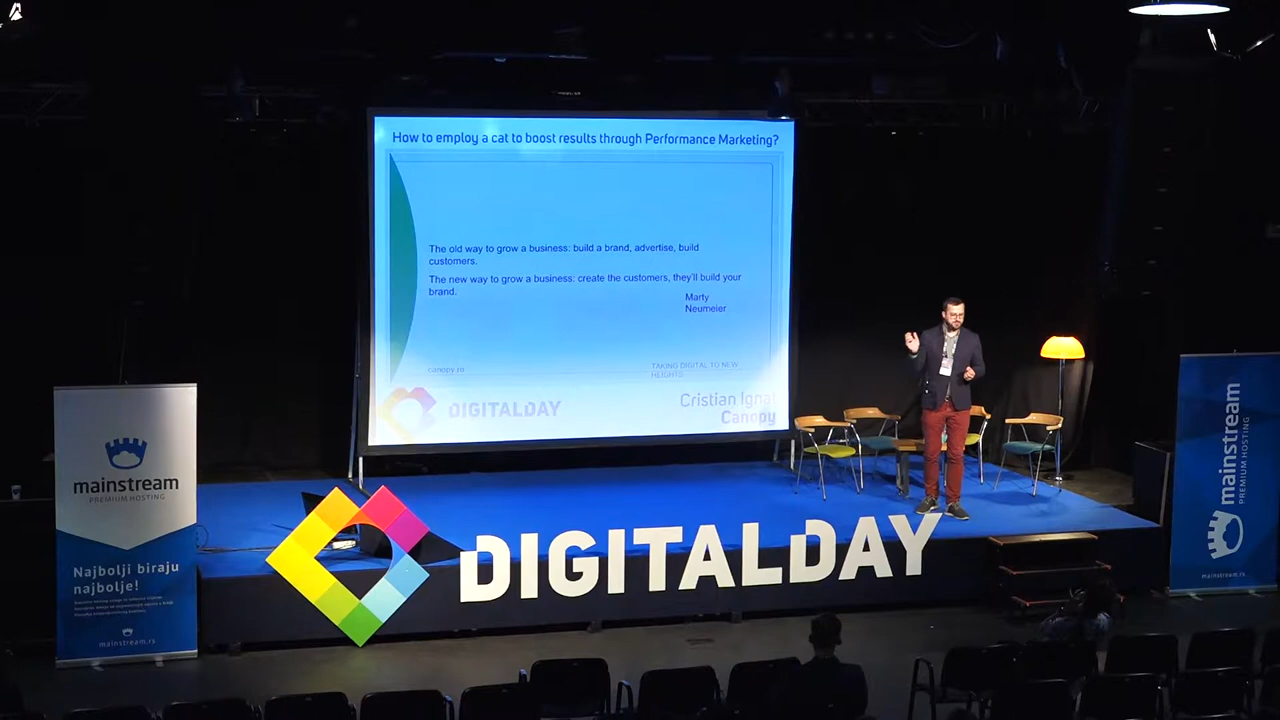 How to employ a cat to boost results through Performance Marketing?
The old way to grow a business: build a brand, advertise, build
customers.
The new way to grow a business: create the customers, they'll build your
brand.
Marty
Neumeier
canopy.ro
TAKING DIGITAL TO NEW
HEIGHTS
DIGITALDAY
Cristian Ignat
Canopy
mainstream
PREMIUM HOSTING
Najbolji biraju
najbolje!
mainstream.rs
DIGITALDAY
mainstream
PREMIUM HOSTING
mainstream.rs